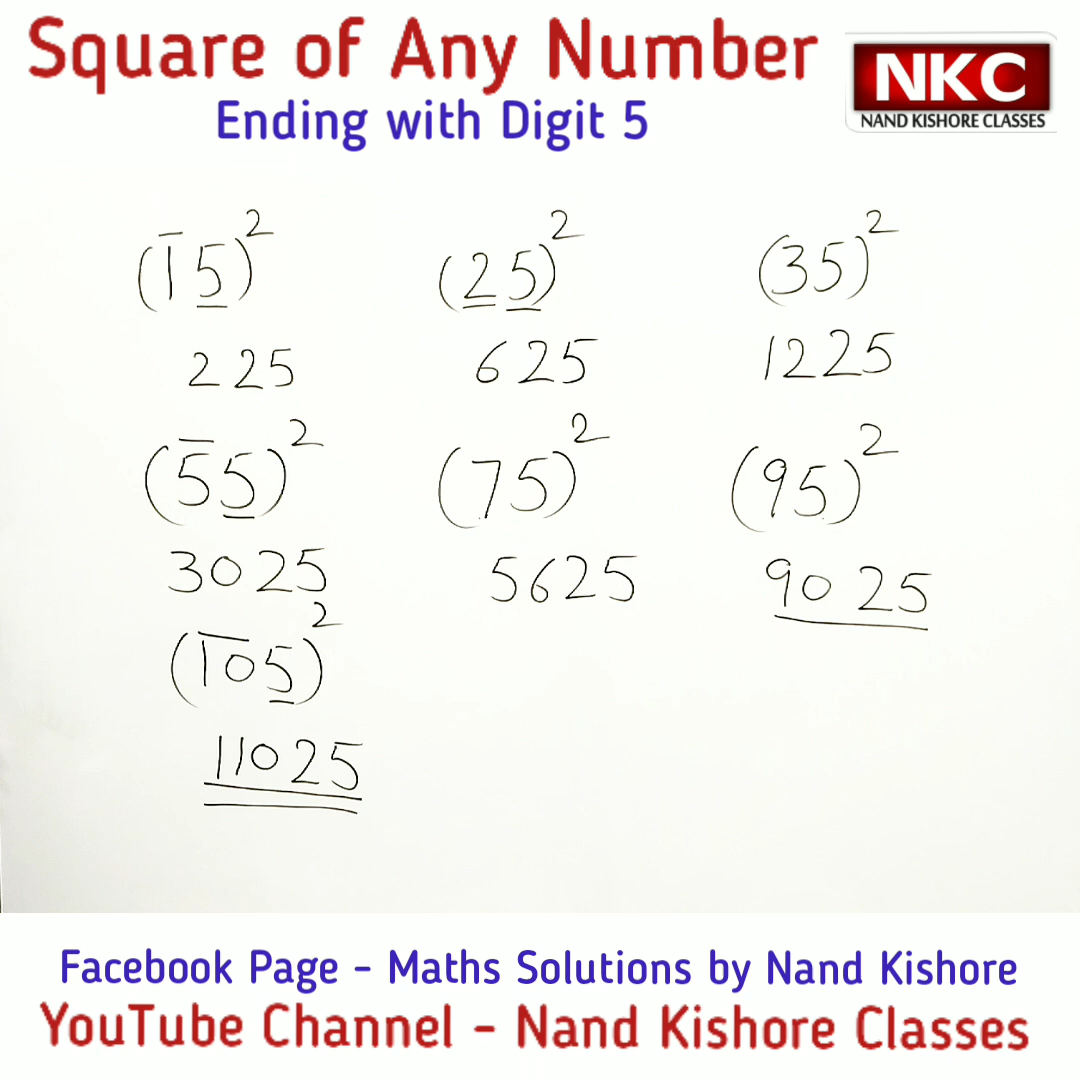 Square of Any Number
Ending with Digit 5
NKC
NAND KISHORE CLASSES
(15)² (25)² (35)²
225 625 1225
(55)² (75)² (95)²
3025 5625 9025
(105)²
11025
Facebook Page - Maths Solutions by Nand Kishore
YouTube Channel - Nand Kishore Classes